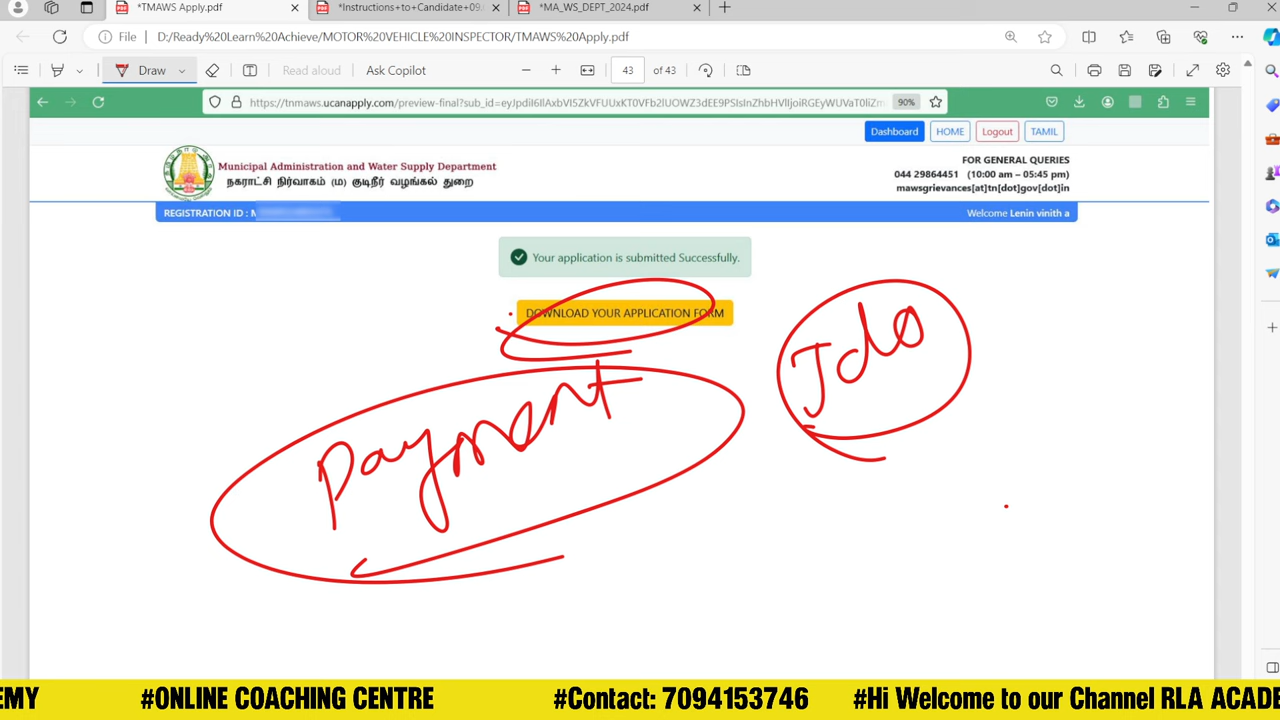 *TMAWS Apply.pdf
*Instructions+to+Candidate+09.
*MA_WS_DEPT_2024.pdf
File
D:/Ready%20Learn%20Achieve/MOTOR%20VEHICLE%20INSPECTOR/TMAWS%20Apply.pdf
Draw
Read aloud
Ask Copilot
43 of 43
90%
Dashboard HOME Logout TAMIL
Municipal Administration and Water Supply Department
நகராட்சி நிர்வாகம் (ம) குடிநீர் வழங்கல் துறை
FOR GENERAL QUERIES
044 29864451 (10:00 am – 05:45 pm)
mawsgrievances[at]tn[dot]gov[dot]in
REGISTRATION ID : M
Welcome Lenin vinith a
Your application is submitted Successfully.
DOWNLOAD YOUR APPLICATION FORM
Payment
EMY #ONLINE COACHING CENTRE #Contact: 7094153746 #Hi Welcome to our Channel RLA ACADE